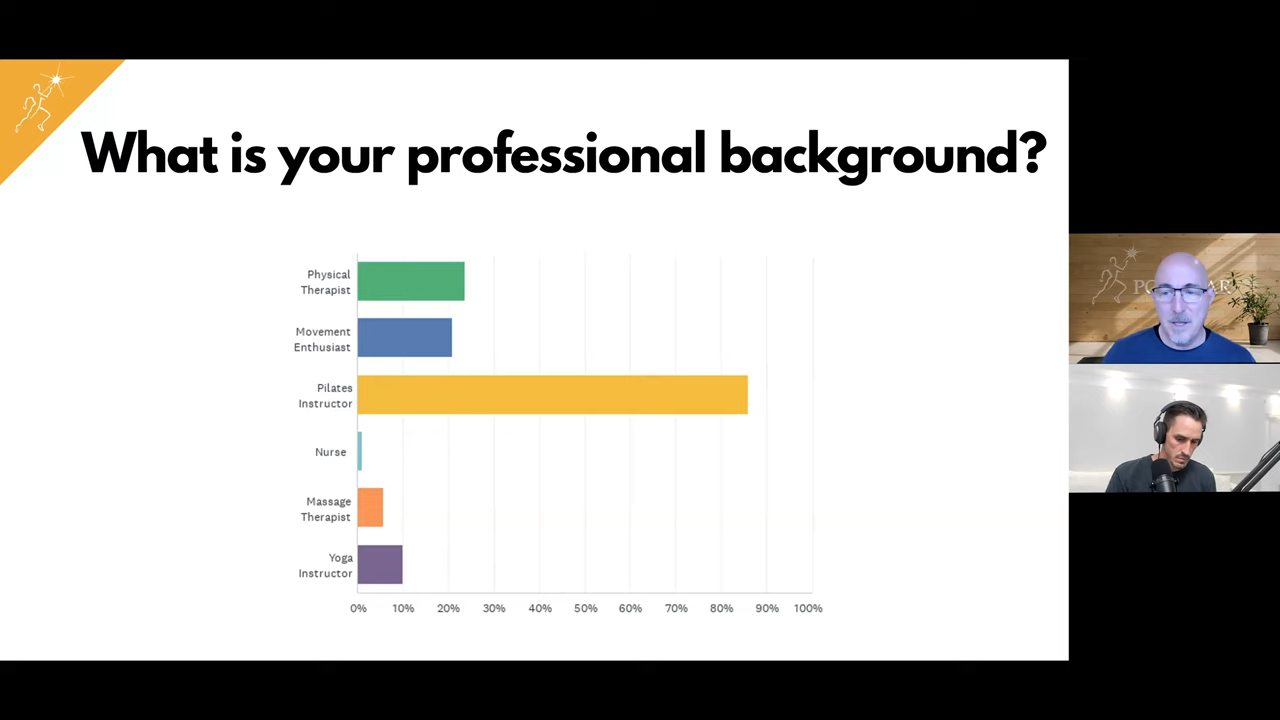 What is your professional background?
Physical
Therapist
Movement
Enthusiast
Pilates
Instructor
Nurse
Massage
Therapist
Yoga
Instructor
0% 10% 20% 30% 40% 50% 60% 70% 80% 90% 100%